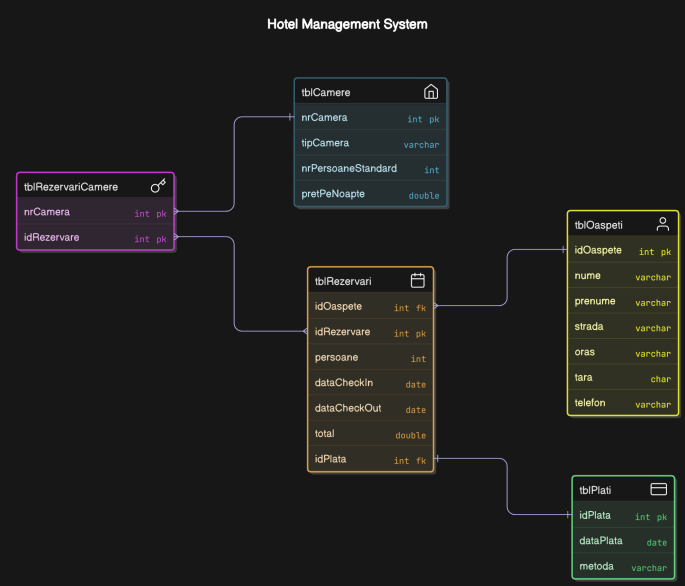 Hotel Management System
tblCamere
nrCamera int pk
tipCamera varchar
nrPersoaneStandard int
pretPeNoapte double
tblRezervariCamere
nrCamera int pk
idRezervare int pk
tblOaspeti
idOaspete int pk
nume varchar
prenume varchar
strada varchar
oras varchar
tara char
telefon varchar
tblRezervari
idOaspete int fk
idRezervare int pk
persoane int
dataCheckIn date
dataCheckOut date
total double
idPlata int fk
tblPlati
idPlata int pk
dataPlata date
metoda varchar